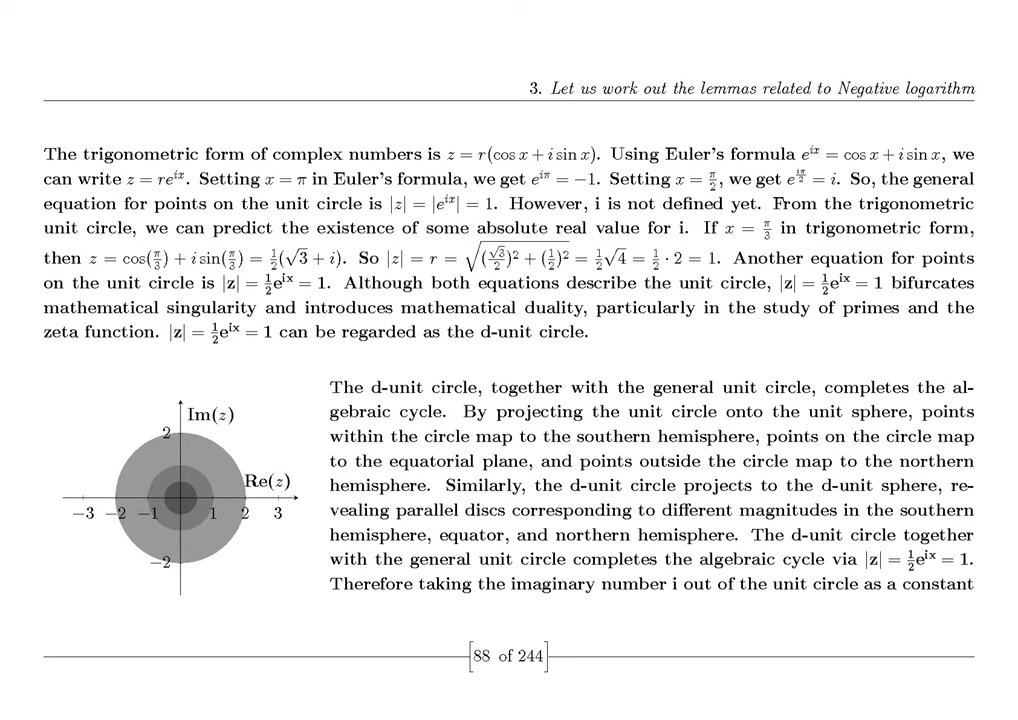 3. Let us work out the lemmas related to Negative logarithm
The trigonometric form of complex numbers is z = r(cos x + i sin x). Using Euler's formula e^{ix} = cos x + i sin x, we
can write z = re^{ix}. Setting x = π in Euler's formula, we get e^{iπ} = −1. Setting x = π/2, we get e^{iπ/2} = i. So, the general
equation for points on the unit circle is |z| = |e^{ix}| = 1. However, i is not defined yet. From the trigonometric
unit circle, we can predict the existence of some absolute real value for i. If x = π/3 in trigonometric form,
then z = cos(π/3) + i sin(π/3) = 1/2(√3 + i). So |z| = r = √((√3/2)² + (1/2)²) = 1/2√4 = 1/2 · 2 = 1. Another equation for points
on the unit circle is |z| = 1/2e^{ix} = 1. Although both equations describe the unit circle, |z| = 1/2e^{ix} = 1 bifurcates
mathematical singularity and introduces mathematical duality, particularly in the study of primes and the
zeta function. |z| = 1/2e^{ix} = 1 can be regarded as the d-unit circle.
Im(z)
2
Re(z)
−3 −2 −1 1 2 3
−2
The d-unit circle, together with the general unit circle, completes the al-
gebraic cycle. By projecting the unit circle onto the unit sphere, points
within the circle map to the southern hemisphere, points on the circle map
to the equatorial plane, and points outside the circle map to the northern
hemisphere. Similarly, the d-unit circle projects to the d-unit sphere, re-
vealing parallel discs corresponding to different magnitudes in the southern
hemisphere, equator, and northern hemisphere. The d-unit circle together
with the general unit circle completes the algebraic cycle via |z| = 1/2e^{ix} = 1.
Therefore taking the imaginary number i out of the unit circle as a constant
88 of 244